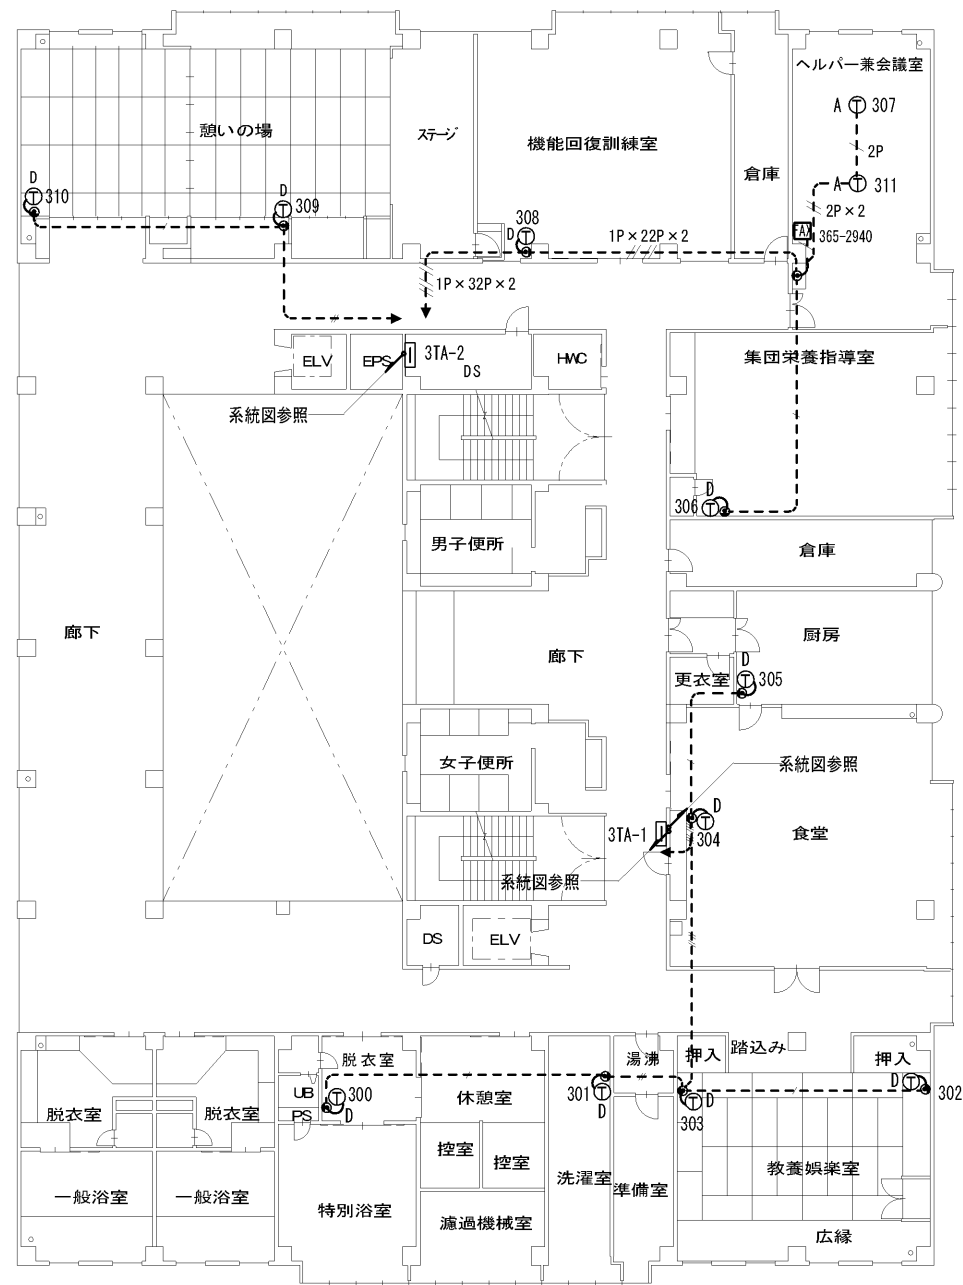 ヘルパー兼会議室
A T 307
2P
憩いの場
ステージ
機能回復訓練室
倉庫
A T 311
D
T 310
D
T 309
308
D T
2P×2
FAX
365-2940
1P×22P×2
1P×32P×2
ELV
EPS
3TA-2
DS
HWC
集団栄養指導室
系統図参照
D
306 T
男子便所
倉庫
廊下
廊下
厨房
更衣室
D
T 305
女子便所
系統図参照
D
T
304
3TA-1
食堂
系統図参照
DS
ELV
脱衣室
湯沸
押入
踏込み
押入
脱衣室
脱衣室
UB
PS
T 300
D
休憩室
301 T
D
T D
303
D T
302
控室
控室
洗濯室
準備室
教養娯楽室
一般浴室
一般浴室
特別浴室
濾過機械室
広縁